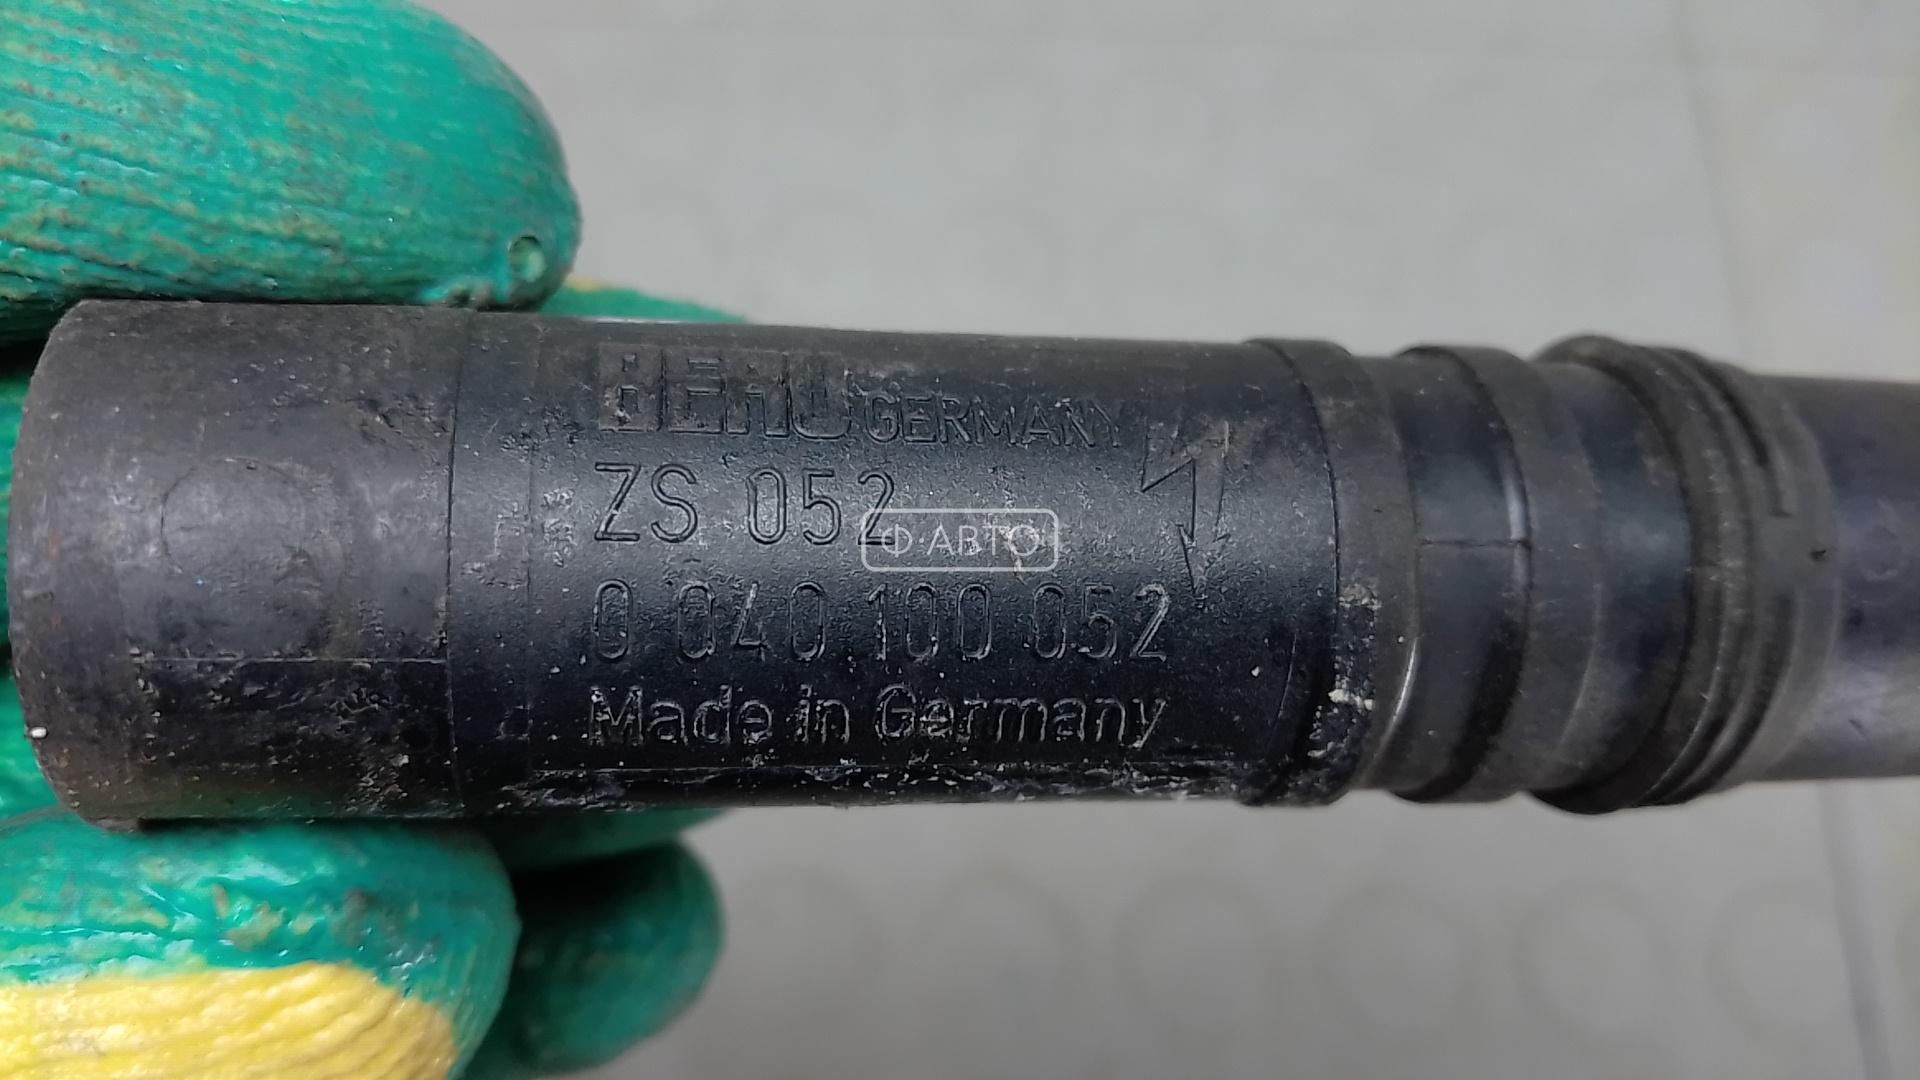 BERU GERMANY
ZS 052
Ф·АВТО
0 040 100 052
Made in Germany